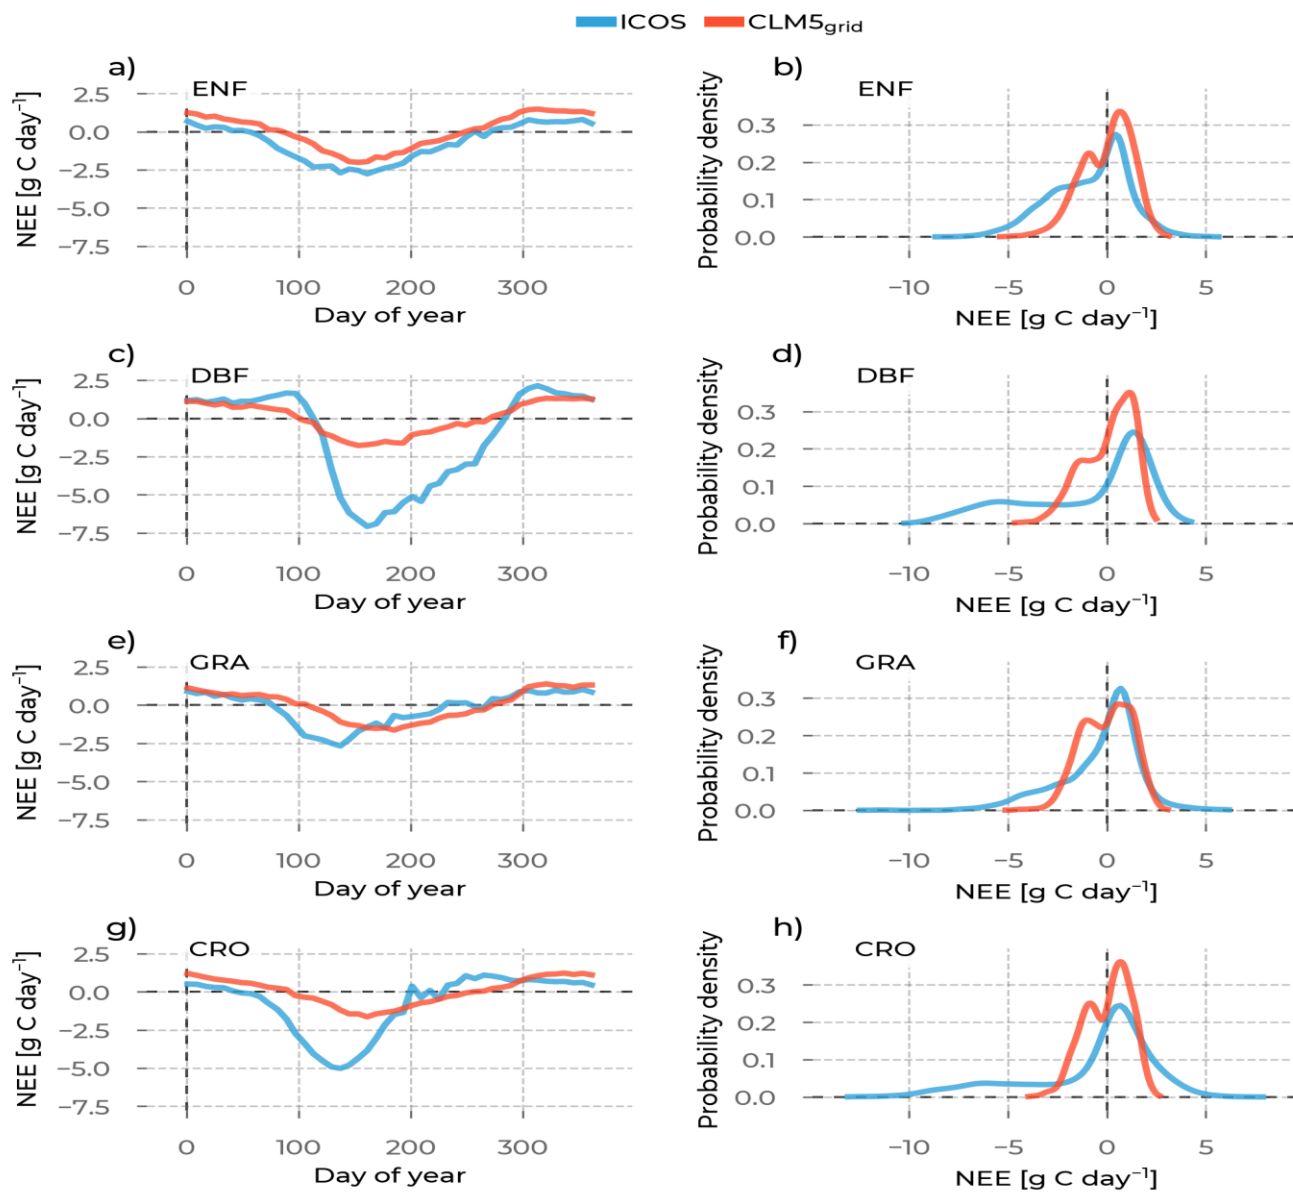 ICOS CLM5grid
a) ENF
NEE [g C day⁻¹]
2.5
0.0
−2.5
−5.0
−7.5
0 100 200 300
Day of year
b) ENF
Probability density
0.3
0.2
0.1
0.0
−10 −5 0 5
NEE [g C day⁻¹]
c) DBF
NEE [g C day⁻¹]
2.5
0.0
−2.5
−5.0
−7.5
0 100 200 300
Day of year
d) DBF
Probability density
0.3
0.2
0.1
0.0
−10 −5 0 5
NEE [g C day⁻¹]
e) GRA
NEE [g C day⁻¹]
2.5
0.0
−2.5
−5.0
−7.5
0 100 200 300
Day of year
f) GRA
Probability density
0.3
0.2
0.1
0.0
−10 −5 0 5
NEE [g C day⁻¹]
g) CRO
NEE [g C day⁻¹]
2.5
0.0
−2.5
−5.0
−7.5
0 100 200 300
Day of year
h) CRO
Probability density
0.3
0.2
0.1
0.0
−10 −5 0 5
NEE [g C day⁻¹]